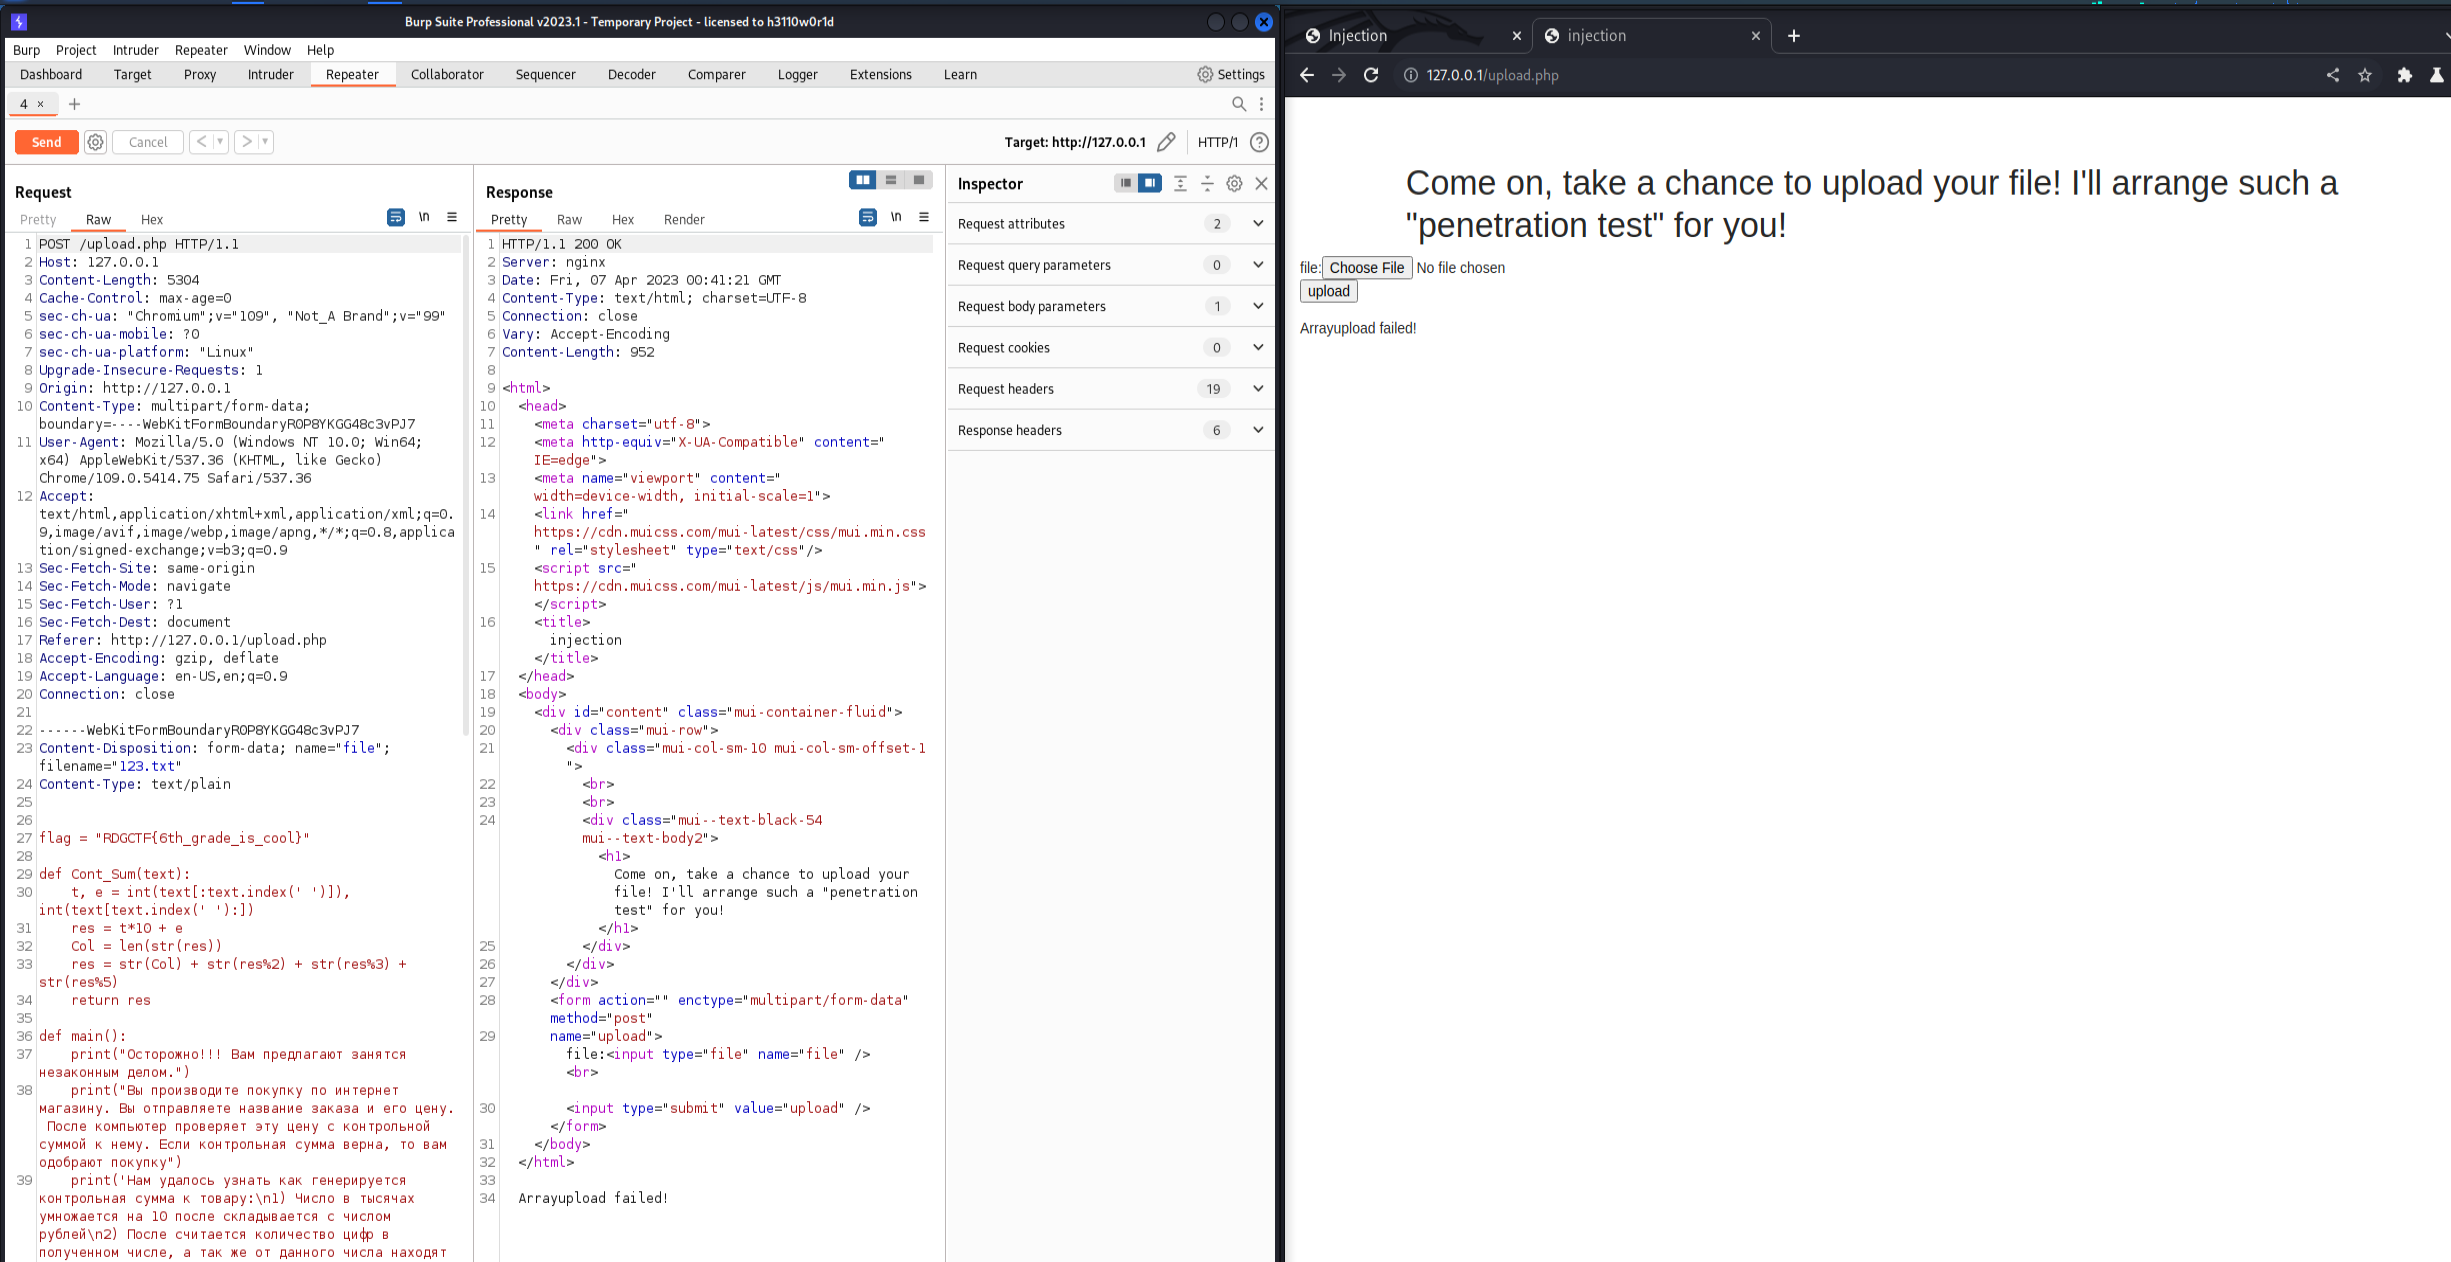 Burp Suite Professional v2023.1 - Temporary Project - licensed to h3110w0r1d
Burp Project Intruder Repeater Window Help
Dashboard Target Proxy Intruder Repeater Collaborator Sequencer Decoder Comparer Logger Extensions Learn Settings
4 × +
Send Cancel < > Target: http://127.0.0.1 HTTP/1 ?
Request
Pretty Raw Hex \n
1 POST /upload.php HTTP/1.1
2 Host: 127.0.0.1
3 Content-Length: 5304
4 Cache-Control: max-age=0
5 sec-ch-ua: "Chromium";v="109", "Not_A Brand";v="99"
6 sec-ch-ua-mobile: ?0
7 sec-ch-ua-platform: "Linux"
8 Upgrade-Insecure-Requests: 1
9 Origin: http://127.0.0.1
10 Content-Type: multipart/form-data;
boundary=----WebKitFormBoundaryROP8YKGG48c3vPJ7
11 User-Agent: Mozilla/5.0 (Windows NT 10.0; Win64;
x64) AppleWebKit/537.36 (KHTML, like Gecko)
Chrome/109.0.5414.75 Safari/537.36
12 Accept:
text/html,application/xhtml+xml,application/xml;q=0.
9,image/avif,image/webp,image/apng,*/*;q=0.8,applica
tion/signed-exchange;v=b3;q=0.9
13 Sec-Fetch-Site: same-origin
14 Sec-Fetch-Mode: navigate
15 Sec-Fetch-User: ?1
16 Sec-Fetch-Dest: document
17 Referer: http://127.0.0.1/upload.php
18 Accept-Encoding: gzip, deflate
19 Accept-Language: en-US,en;q=0.9
20 Connection: close
21
22 ------WebKitFormBoundaryROP8YKGG48c3vPJ7
23 Content-Disposition: form-data; name="file";
filename="123.txt"
24 Content-Type: text/plain
25
26
27 flag = "RDGCTF{6th_grade_is_cool}"
28
29 def Cont_Sum(text):
30 t, e = int(text[:text.index(' ')]),
int(text[text.index(' '):])
31 res = t*10 + e
32 Col = len(str(res))
33 res = str(Col) + str(res%2) + str(res%3) +
str(res%5)
34 return res
35
36 def main():
37 print("Осторожно!!! Вам предлагают занятся
незаконным делом.")
38 print("Вы производите покупку по интернет
магазину. Вы отправляете название заказа и его цену.
После компьютер проверяет эту цену с контрольной
суммой к нему. Если контрольная сумма верна, то вам
одобрают покупку")
39 print('Нам удалось узнать как генерируется
контрольная сумма к товару:\n1) Число в тысячах
умножается на 10 после складывается с числом
рублей\n2) После считается количество цифр в
полученном числе, а так же от данного числа находят
Response
Pretty Raw Hex Render \n
1 HTTP/1.1 200 OK
2 Server: nginx
3 Date: Fri, 07 Apr 2023 00:41:21 GMT
4 Content-Type: text/html; charset=UTF-8
5 Connection: close
6 Vary: Accept-Encoding
7 Content-Length: 952
8
9 <html>
10 <head>
11 <meta charset="utf-8">
12 <meta http-equiv="X-UA-Compatible" content="
IE=edge">
13 <meta name="viewport" content="
width=device-width, initial-scale=1">
14 <link href="
https://cdn.muicss.com/mui-latest/css/mui.min.css
" rel="stylesheet" type="text/css"/>
15 <script src="
https://cdn.muicss.com/mui-latest/js/mui.min.js">
</script>
16 <title>
injection
</title>
17 </head>
18 <body>
19 <div id="content" class="mui-container-fluid">
20 <div class="mui-row">
21 <div class="mui-col-sm-10 mui-col-sm-offset-1
">
22 <br>
23 <br>
24 <div class="mui--text-black-54
mui--text-body2">
<h1>
Come on, take a chance to upload your
file! I'll arrange such a "penetration
test" for you!
</h1>
25 </div>
26 </div>
27 </div>
28 <form action="" enctype="multipart/form-data"
method="post"
29 name="upload">
file:<input type="file" name="file" />
<br>
30 <input type="submit" value="upload" />
</form>
31 </body>
32 </html>
33
34 Arrayupload failed!
Inspector
Request attributes 2
Request query parameters 0
Request body parameters 1
Request cookies 0
Request headers 19
Response headers 6
Injection × injection × +
127.0.0.1/upload.php
Come on, take a chance to upload your file! I'll arrange such a
"penetration test" for you!
file: Choose File No file chosen
upload
Arrayupload failed!